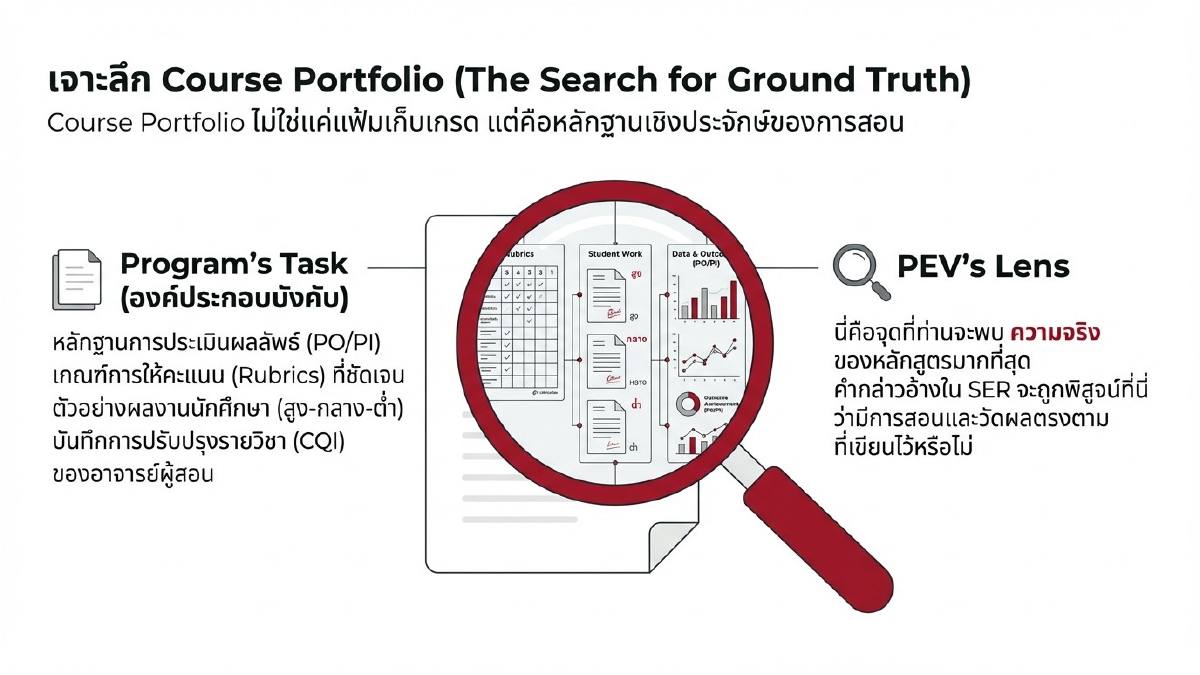 เจาะลึก Course Portfolio (The Search for Ground Truth)
Course Portfolio ไม่ใช่แค่แฟ้มเก็บเกรด แต่คือหลักฐานเชิงประจักษ์ของการสอน
Program's Task
(องค์ประกอบบังคับ)
หลักฐานการประเมินผลลัพธ์ (PO/PI)
เกณฑ์การให้คะแนน (Rubrics) ที่ชัดเจน
ตัวอย่างผลงานนักศึกษา (สูง-กลาง-ต่ำ)
บันทึกการปรับปรุงรายวิชา (CQI)
ของอาจารย์ผู้สอน
Student Work
สูง
Data &
(PO/PI)
PEV's Lens
นี่คือจุดที่ท่านจะพบ ความจริง
ของหลักสูตรมากที่สุด
คำกล่าวอ้างใน SER จะถูกพิสูจน์ที่นี่
ว่ามีการสอนและวัดผลตรงตาม
ที่เขียนไว้หรือไม่